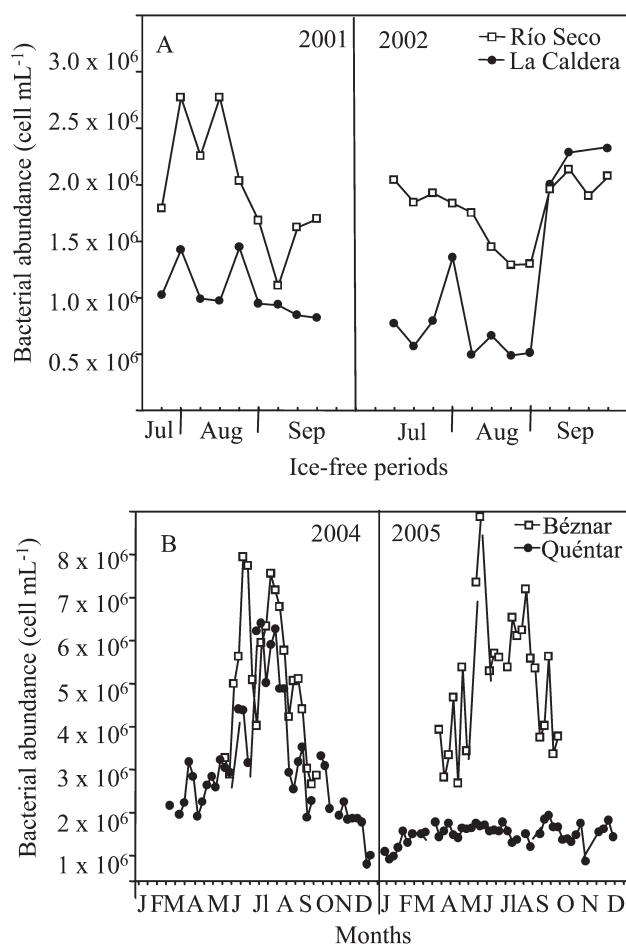 A
2001
2002
Río Seco
La Caldera
Bacterial abundance (cell mL-1)
3.0 x 10⁶
2.5 x 10⁶
2.0 x 10⁶
1.5 x 10⁶
1.0 x 10⁶
0.5 x 10⁶
Jul Aug Sep Jul Aug Sep
Ice-free periods
B
2004
2005
Béznar
Quéntar
Bacterial abundance (cell mL-1)
8 x 10⁶
7 x 10⁶
6 x 10⁶
5 x 10⁶
4 x 10⁶
3 x 10⁶
2 x 10⁶
1 x 10⁶
J F M A M J Jl A S O N D J F M A M J Jl A S O N D
Months